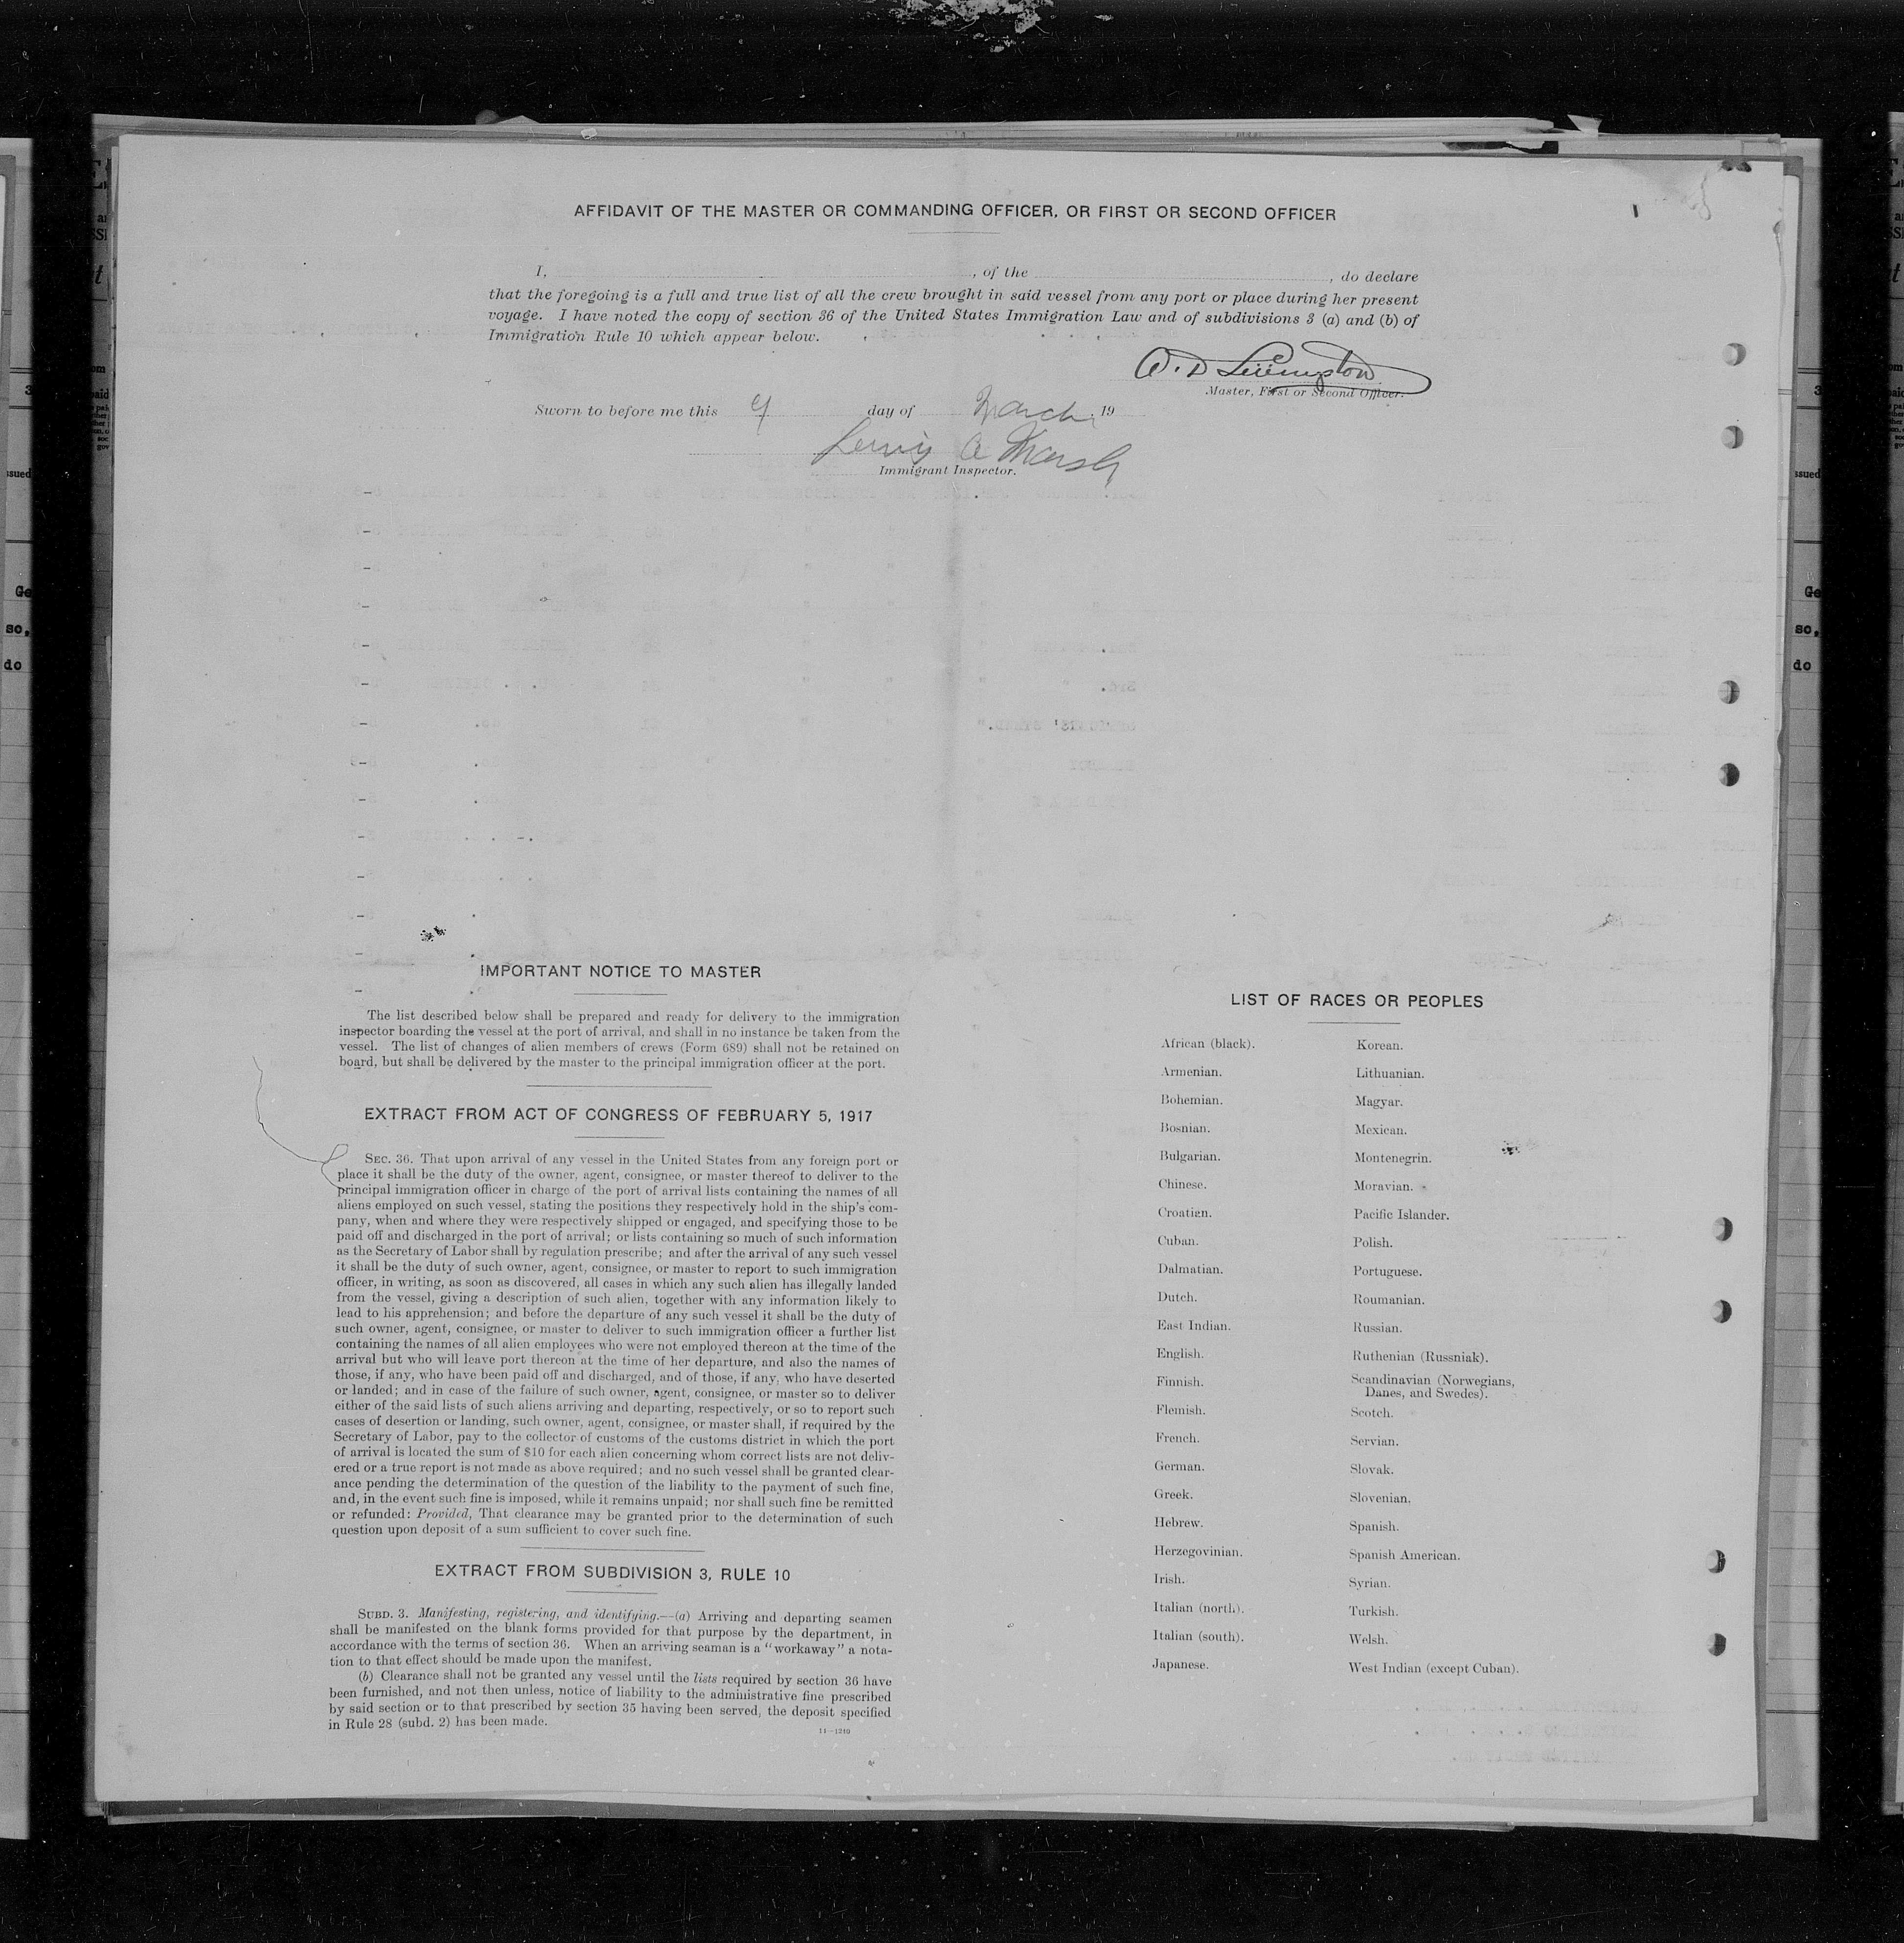 AFFIDAVIT OF THE MASTER OR COMMANDING OFFICER, OR FIRST OR SECOND OFFICER
I, , of the , do declare
that the foregoing is a full and true list of all the crew brought in said vessel from any port or place during her present
voyage. I have noted the copy of section 36 of the United States Immigration Law and of subdivisions 3 (a) and (b) of
Immigration Rule 10 which appear below.
Master, First or Second Officer.
Sworn to before me this 9 day of March, 19
Lewis A Marsh
Immigrant Inspector.
IMPORTANT NOTICE TO MASTER
The list described below shall be prepared and ready for delivery to the immigration
inspector boarding the vessel at the port of arrival, and shall in no instance be taken from the
vessel. The list of changes of alien members of crews (Form 689) shall not be retained on
board, but shall be delivered by the master to the principal immigration officer at the port.
EXTRACT FROM ACT OF CONGRESS OF FEBRUARY 5, 1917
SEC. 36. That upon arrival of any vessel in the United States from any foreign port or
place it shall be the duty of the owner, agent, consignee, or master thereof to deliver to the
principal immigration officer in charge of the port of arrival lists containing the names of all
aliens employed on such vessel, stating the positions they respectively hold in the ship's com-
pany, when and where they were respectively shipped or engaged, and specifying those to be
paid off and discharged in the port of arrival; or lists containing so much of such information
as the Secretary of Labor shall by regulation prescribe; and after the arrival of any such vessel
it shall be the duty of such owner, agent, consignee, or master to report to such immigration
officer, in writing, as soon as discovered, all cases in which any such alien has illegally landed
from the vessel, giving a description of such alien, together with any information likely to
lead to his apprehension; and before the departure of any such vessel it shall be the duty of
such owner, agent, consignee, or master to deliver to such immigration officer a further list
containing the names of all alien employees who were not employed thereon at the time of the
arrival but who will leave port thereon at the time of her departure, and also the names of
those, if any, who have been paid off and discharged, and of those, if any, who have deserted
or landed; and in case of the failure of such owner, agent, consignee, or master so to deliver
either of the said lists of such aliens arriving and departing, respectively, or so to report such
cases of desertion or landing, such owner, agent, consignee, or master shall, if required by the
Secretary of Labor, pay to the collector of customs of the customs district in which the port
of arrival is located the sum of $10 for each alien concerning whom correct lists are not deliv-
ered or a true report is not made as above required; and no such vessel shall be granted clear-
ance pending the determination of the question of the liability to the payment of such fine,
and, in the event such fine is imposed, while it remains unpaid; nor shall such fine be remitted
or refunded: Provided, That clearance may be granted prior to the determination of such
question upon deposit of a sum sufficient to cover such fine.
EXTRACT FROM SUBDIVISION 3, RULE 10
SUBD. 3. Manifesting, registering, and identifying.—(a) Arriving and departing seamen
shall be manifested on the blank forms provided for that purpose by the department, in
accordance with the terms of section 36. When an arriving seaman is a "workaway" a nota-
tion to that effect should be made upon the manifest.
(b) Clearance shall not be granted any vessel until the lists required by section 36 have
been furnished, and not then unless, notice of liability to the administrative fine prescribed
by said section or to that prescribed by section 35 having been served, the deposit specified
in Rule 28 (subd. 2) has been made.
11—1240
LIST OF RACES OR PEOPLES
African (black).
Armenian.
Bohemian.
Bosnian.
Bulgarian.
Chinese.
Croatian.
Cuban.
Dalmatian.
Dutch.
East Indian.
English.
Finnish.
Flemish.
French.
German.
Greek.
Hebrew.
Herzegovinian.
Irish.
Italian (north).
Italian (south).
Japanese.
Korean.
Lithuanian.
Magyar.
Mexican.
Montenegrin.
Moravian.
Pacific Islander.
Polish.
Portuguese.
Roumanian.
Russian.
Ruthenian (Russniak).
Scandinavian (Norwegians,
Danes, and Swedes).
Scotch.
Servian.
Slovak.
Slovenian.
Spanish.
Spanish American.
Syrian.
Turkish.
Welsh.
West Indian (except Cuban).